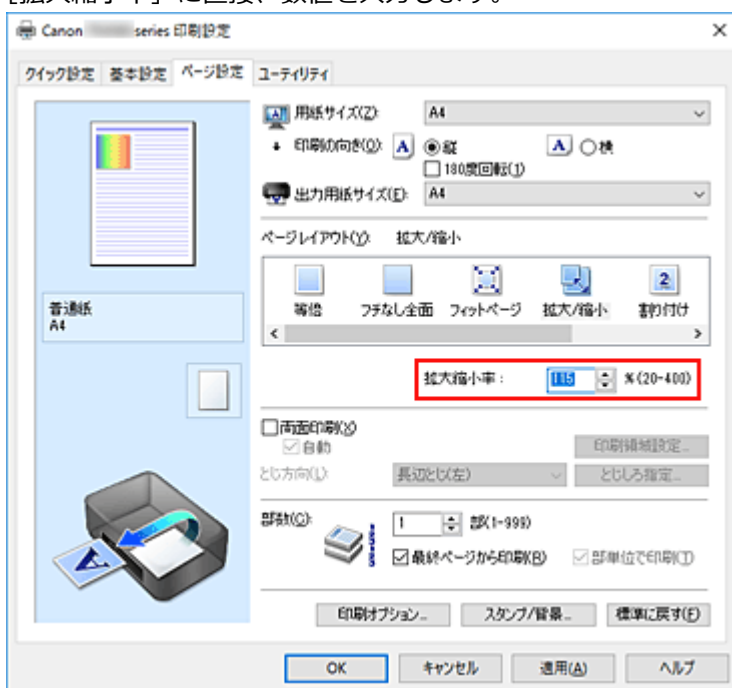 [拡大縮小率] に直接、数値を入力します。
Canon series 印刷設定
クイック設定 基本設定 ページ設定 ユーティリティ
用紙サイズ(Z): A4
印刷の向き(O): A 縦 A 横
180度回転(1)
出力用紙サイズ(E): A4
ページレイアウト(Y): 拡大/縮小
等倍 フチなし全面 フィットページ 拡大/縮小 割り付け
普通紙
A4
拡大縮小率: 115 % (20-400)
両面印刷(X)
自動
印刷領域設定...
とじ方向(L): 長辺とじ(左) とじしろ指定...
部数(C): 1 部(1-999)
最終ページから印刷(R) 部単位で印刷(T)
印刷オプション... スタンプ/背景... 標準に戻す(F)
OK キャンセル 適用(A) ヘルプ